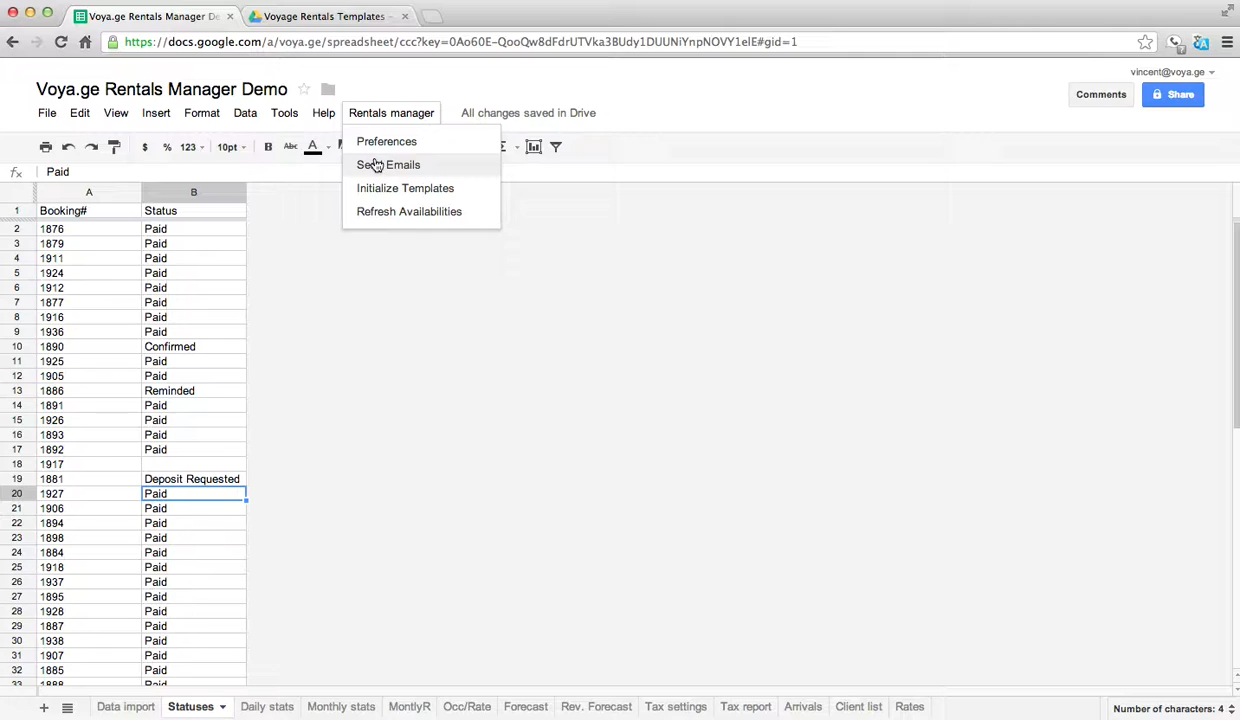 Voya.ge Rentals Manager De
Voyage Rentals Templates -
https://docs.google.com/a/voya.ge/spreadsheet/ccc?key=0Ao60E-QooQw8dFdrUTVka3BUdy1DUUNiYnpNOVY1elE#gid=1
vincent@voya.ge
Voya.ge Rentals Manager Demo
Comments
Share
File Edit View Insert Format Data Tools Help Rentals manager All changes saved in Drive
$ % 123 10pt B Abc A Σ
Preferences
Emails
Initialize Templates
Refresh Availabilities
fx Paid
A B
1 Booking# Status
2 1876 Paid
3 1879 Paid
4 1911 Paid
5 1924 Paid
6 1912 Paid
7 1877 Paid
8 1916 Paid
9 1936 Paid
10 1890 Confirmed
11 1925 Paid
12 1905 Paid
13 1886 Reminded
14 1891 Paid
15 1926 Paid
16 1893 Paid
17 1892 Paid
18 1917
19 1881 Deposit Requested
20 1927 Paid
21 1906 Paid
22 1894 Paid
23 1898 Paid
24 1884 Paid
25 1918 Paid
26 1937 Paid
27 1895 Paid
28 1928 Paid
29 1887 Paid
30 1938 Paid
31 1907 Paid
32 1885 Paid
33 1888 Paid
Data import Statuses Daily stats Monthly stats MontlyR Occ/Rate Forecast Rev. Forecast Tax settings Tax report Arrivals Client list Rates
Number of characters: 4